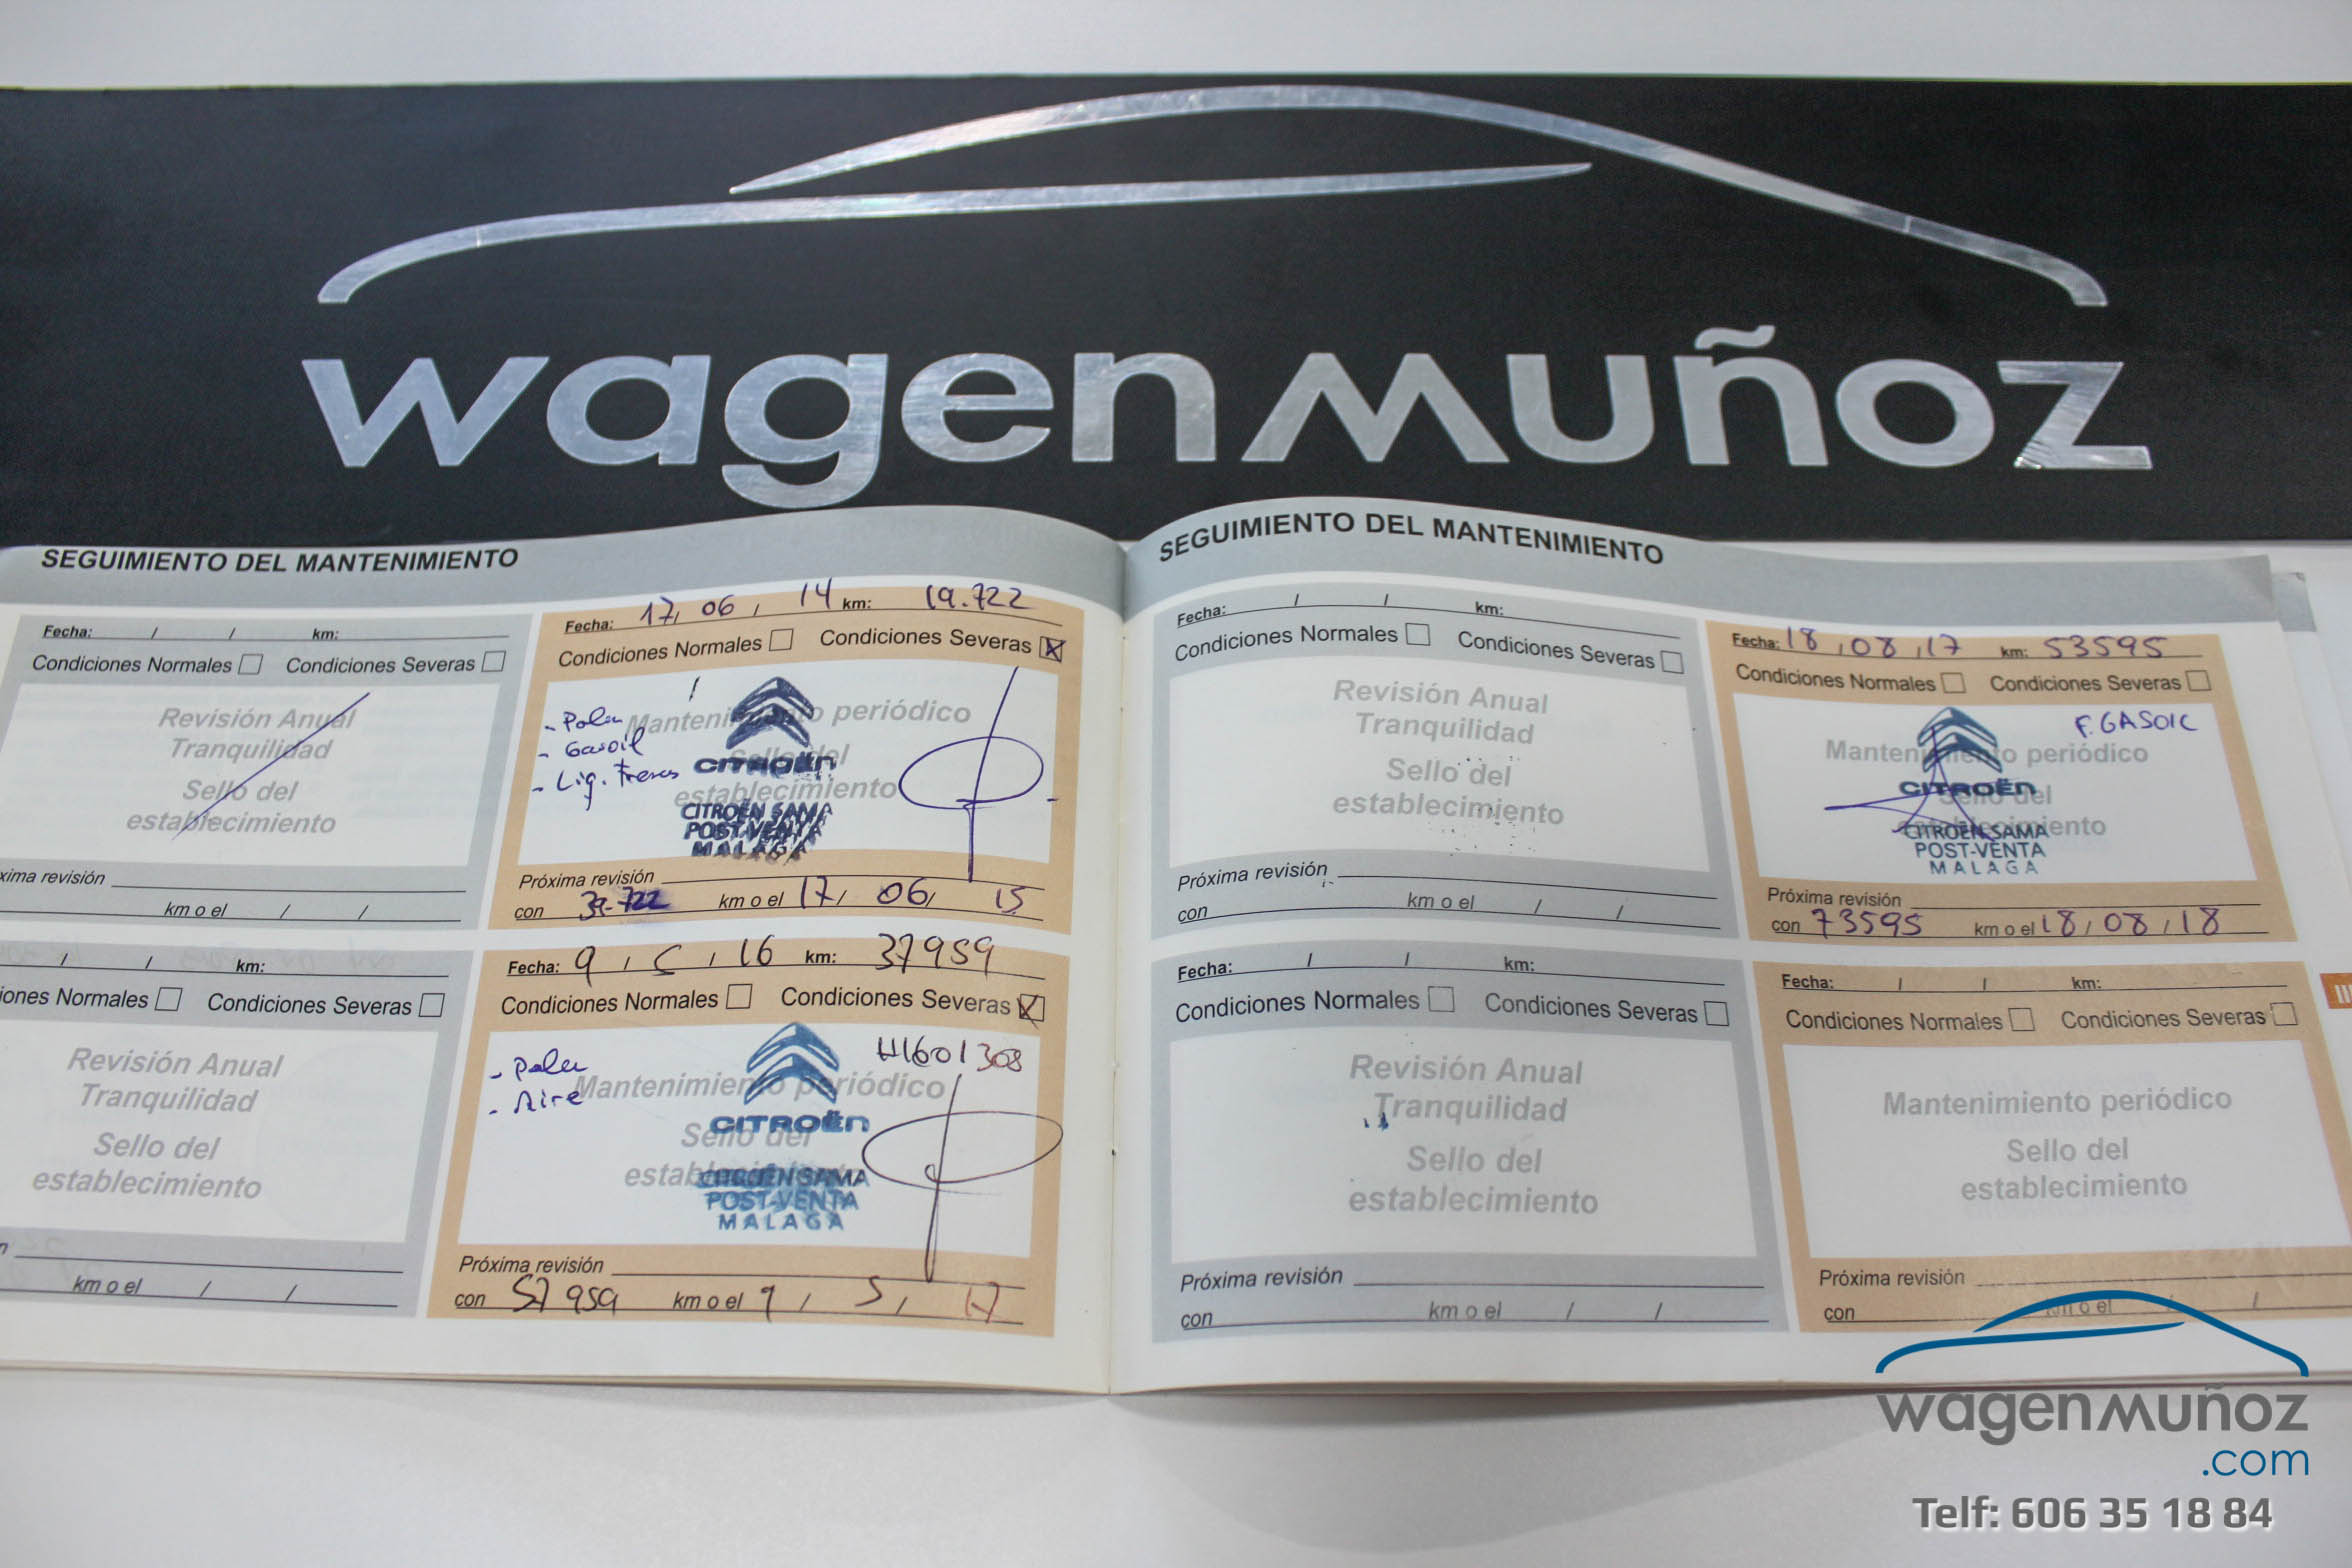 wagenmuñoz
SEGUIMIENTO DEL MANTENIMIENTO
Fecha: / / km:
Condiciones Normales Condiciones Severas
Revisión Anual
Tranquilidad
Sello del
establecimiento
xima revisión
km o el / /
Fecha: 17, 06, 14 km: 19.722
Condiciones Normales Condiciones Severas X
- Polen
- Gasoil
- Liq. Frenos
Mantenimiento periódico
Sello del
establecimiento
CITROËN
CITROËN SAMA
POST-VENTA
MALAGA
Próxima revisión
con 39.722 km o el 17, 06, 15
/ / km:
iones Normales Condiciones Severas
Revisión Anual
Tranquilidad
Sello del
establecimiento
n
km o el / /
Fecha: 9 , 5 , 16 km: 37959
Condiciones Normales Condiciones Severas X
- Polen
- Aire
H1601308
Mantenimiento periódico
Sello del
establecimiento
CITROËN
CITROËN SAMA
POST-VENTA
MALAGA
Próxima revisión
con 57959 km o el 9 / 5, 17
SEGUIMIENTO DEL MANTENIMIENTO
Fecha: / / km:
Condiciones Normales Condiciones Severas
Revisión Anual
Tranquilidad
Sello del
establecimiento
Próxima revisión
con km o el / /
Fecha: 18 , 08 , 17 km: 53595
Condiciones Normales Condiciones Severas
F. GASOIL
Mantenimiento periódico
Sello del
establecimiento
CITROËN
CITROËN SAMA
POST-VENTA
MALAGA
Próxima revisión
con 73595 km o el 18, 08, 18
Fecha: / / km:
Condiciones Normales Condiciones Severas
Revisión Anual
Tranquilidad
Sello del
establecimiento
Próxima revisión
con km o el / /
Fecha: / / km:
Condiciones Normales Condiciones Severas
Mantenimiento periódico
Sello del
establecimiento
Próxima revisión
con km o el / /
wagenmuñoz
.com
Telf: 606 35 18 84